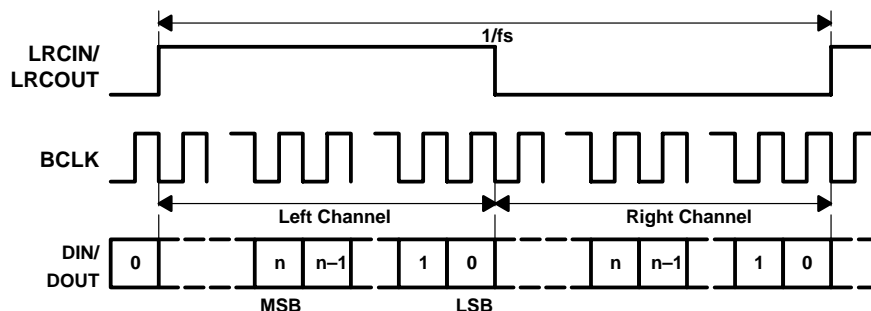 1/fs
LRCIN/
LRCOUT
BCLK
Left Channel Right Channel
DIN/
DOUT
0 n n–1 1 0 n n–1 1 0
MSB LSB